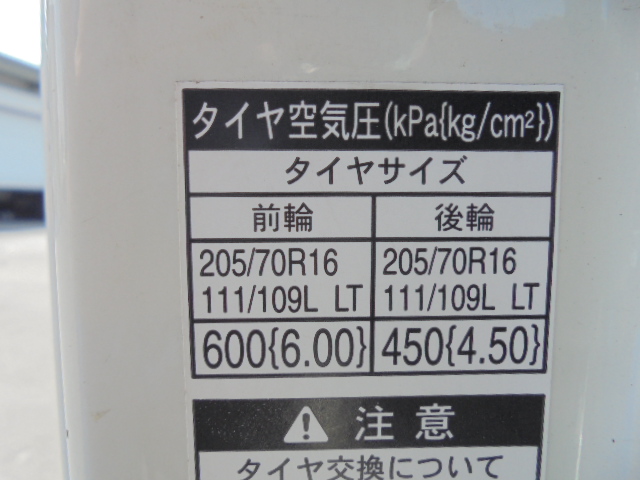 タイヤ空気圧(kPa{kg/cm²})
タイヤサイズ
前輪 後輪
205/70R16 205/70R16
111/109L LT 111/109L LT
600{6.00} 450{4.50}
注意
タイヤ交換について